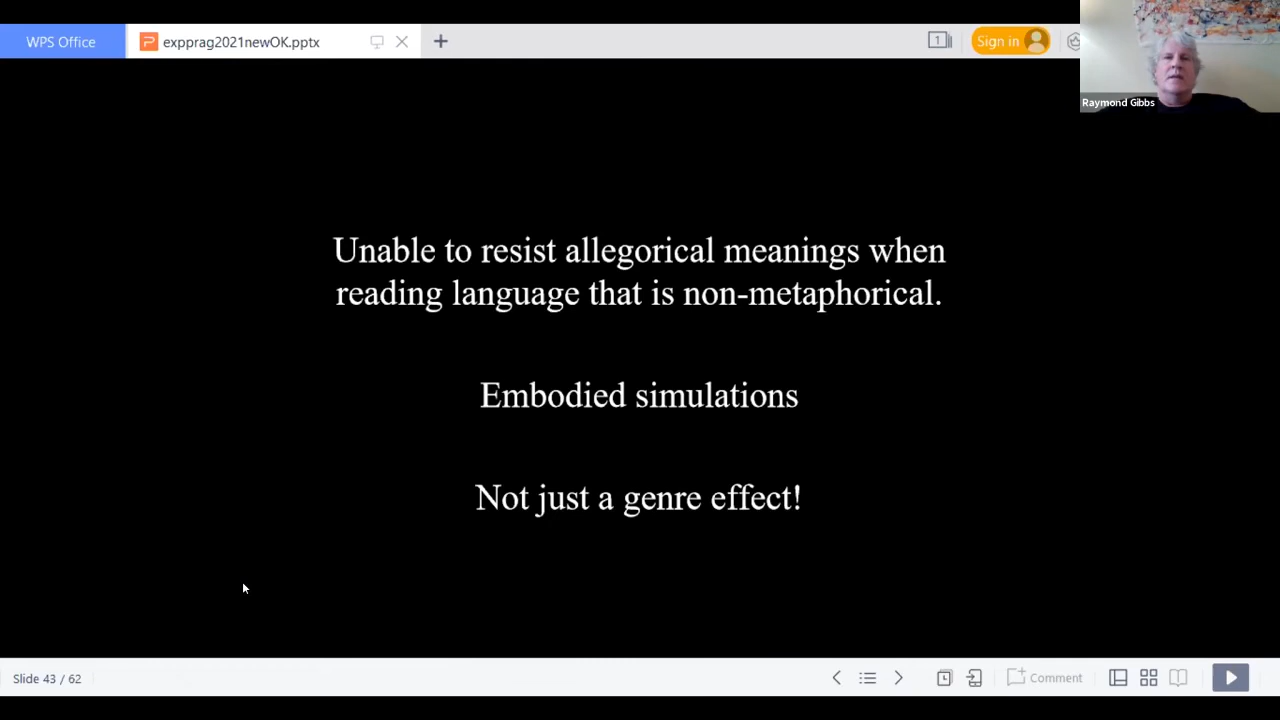 WPS Office
expprag2021newOK.pptx
1
Sign in
Raymond Gibbs
Unable to resist allegorical meanings when
reading language that is non-metaphorical.
Embodied simulations
Not just a genre effect!
Slide 43 / 62
Comment